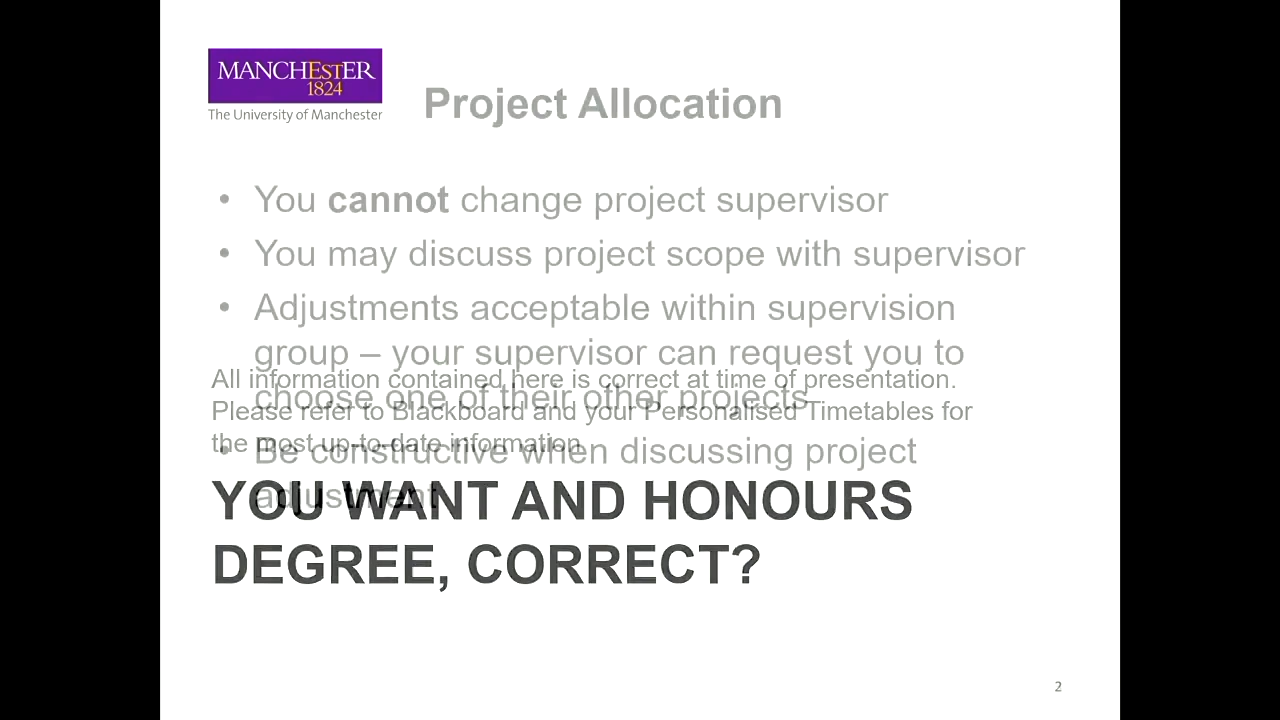 MANCHESTER
1824
The University of Manchester
Project Allocation
• You cannot change project supervisor
• You may discuss project scope with supervisor
• Adjustments acceptable within supervision
group – your supervisor can request you to
choose one of their other projects
• Be constructive when discussing project
adjustment
All information contained here is correct at time of presentation.
Please refer to Blackboard and your Personalised Timetables for
the most up-to-date information.
YOU WANT AND HONOURS
DEGREE, CORRECT?
2